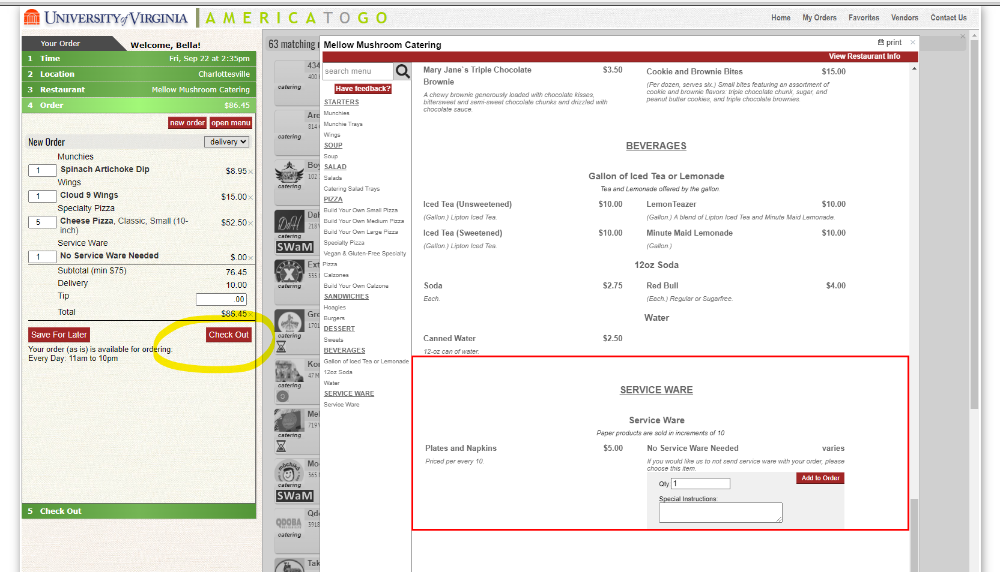 UNIVERSITY of VIRGINIA
AMERICATOGO
Home My Orders Favorites Vendors Contact Us
Your Order
Welcome, Bella!
1 Time Fri, Sep 22 at 2:35pm
2 Location Charlottesville
3 Restaurant Mellow Mushroom Catering
4 Order $86.45
new order open menu
New Order delivery
Munchies
1 Spinach Artichoke Dip $8.95×
Wings
1 Cloud 9 Wings $15.00×
Specialty Pizza
5 Cheese Pizza, Classic, Small (10-
inch) $52.50×
Service Ware
1 No Service Ware Needed $.00×
Subtotal (min $75) 76.45
Delivery 10.00
Tip .00
Total $86.45×
Save For Later Check Out
Your order (as is) is available for ordering:
Every Day: 11am to 10pm
5 Check Out
63 matching
434
400
catering
Are
814
catering
Boy
102
catering
Dah
DaH
218
catering
SWaM
Ext
EXTREME
X
335
catering
Gre
1701
catering
Kor
47 M
catering
Mel
719
catering
Mo
mochiko
365
catering
SWaM
Qdo
QDOBA
3918
catering
Tak
Mellow Mushroom Catering
print ×
View Restaurant Info
search menu
Have feedback?
STARTERS
Munchies
Munchie Trays
Wings
SOUP
Soup
SALAD
Salads
Catering Salad Trays
PIZZA
Build Your Own Small Pizza
Build Your Own Medium Pizza
Build Your Own Large Pizza
Specialty Pizza
Vegan & Gluten-Free Specialty
Pizza
Calzones
Build Your Own Calzone
SANDWICHES
Hoagies
Burgers
DESSERT
Sweets
BEVERAGES
Gallon of Iced Tea or Lemonade
12oz Soda
Water
SERVICE WARE
Service Ware
Mary Jane`s Triple Chocolate $3.50
Brownie
A chewy brownie generously loaded with chocolate kisses,
bittersweet and semi-sweet chocolate chunks and drizzled with
chocolate sauce.
Cookie and Brownie Bites $15.00
(Per dozen, serves six.) Small bites featuring an assortment of
cookie and brownie flavors: triple chocolate chunk, sugar, and
peanut butter cookies, and triple chocolate brownies.
BEVERAGES
Gallon of Iced Tea or Lemonade
Tea and Lemonade offered by the gallon.
Iced Tea (Unsweetened) $10.00
(Gallon.) Lipton Iced Tea.
LemonTeazer $10.00
(Gallon.) A blend of Lipton Iced Tea and Minute Maid Lemonade.
Iced Tea (Sweetened) $10.00
(Gallon.) Lipton Iced Tea.
Minute Maid Lemonade $10.00
(Gallon.)
12oz Soda
Soda $2.75
Each.
Red Bull $4.00
(Each.) Regular or Sugarfree.
Water
Canned Water $2.50
12-oz can of water.
SERVICE WARE
Service Ware
Paper products are sold in increments of 10
Plates and Napkins $5.00
Priced per every 10.
No Service Ware Needed varies
If you would like us to not send service ware with your order, please
choose this item.
Qty: 1
Add to Order
Special Instructions: